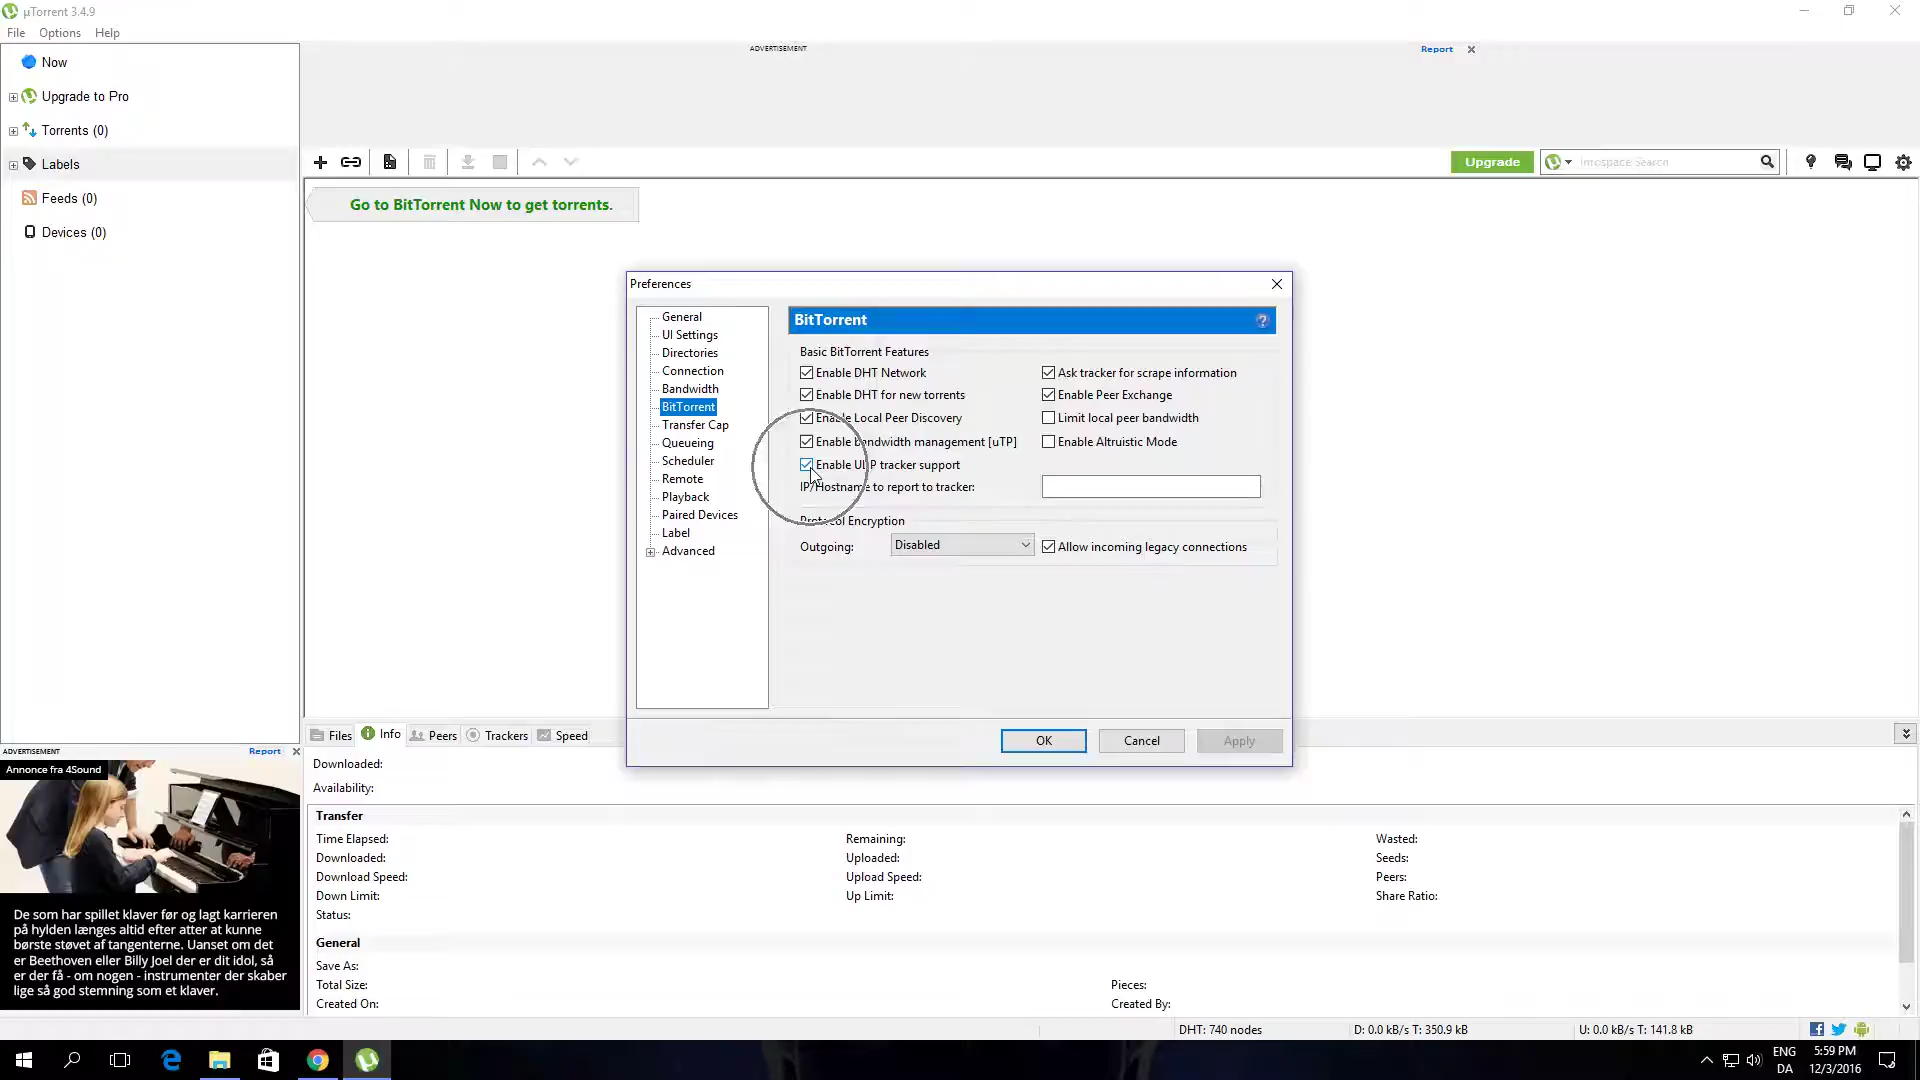 µTorrent 3.4.9
File Options Help
ADVERTISEMENT
Report
Now
Upgrade to Pro
Torrents (0)
Labels
Feeds (0)
Devices (0)
Upgrade
Infospace Search
Go to BitTorrent Now to get torrents.
Preferences
General
UI Settings
Directories
Connection
Bandwidth
BitTorrent
Transfer Cap
Queueing
Scheduler
Remote
Playback
Paired Devices
Label
Advanced
BitTorrent
Basic BitTorrent Features
Enable DHT Network
Ask tracker for scrape information
Enable DHT for new torrents
Enable Peer Exchange
Enable Local Peer Discovery
Limit local peer bandwidth
Enable bandwidth management [uTP]
Enable Altruistic Mode
Enable UDP tracker support
IP/Hostname to report to tracker:
Protocol Encryption
Outgoing:
Disabled
Allow incoming legacy connections
OK
Cancel
Apply
Files Info Peers Trackers Speed
Downloaded:
Availability:
Transfer
Time Elapsed: Remaining: Wasted:
Downloaded: Uploaded: Seeds:
Download Speed: Upload Speed: Peers:
Down Limit: Up Limit: Share Ratio:
Status:
General
Save As:
Total Size: Pieces:
Created On: Created By:
ADVERTISEMENT
Report
Annonce fra 4Sound
De som har spillet klaver før og lagt karrieren
på hylden længes altid efter atter at kunne
børste støvet af tangenterne. Uanset om det
er Beethoven eller Billy Joel der er dit idol, så
er der få - om nogen - instrumenter der skaber
lige så god stemning som et klaver.
DHT: 740 nodes
D: 0.0 kB/s T: 350.9 kB
U: 0.0 kB/s T: 141.8 kB
ENG
DA
5:59 PM
12/3/2016